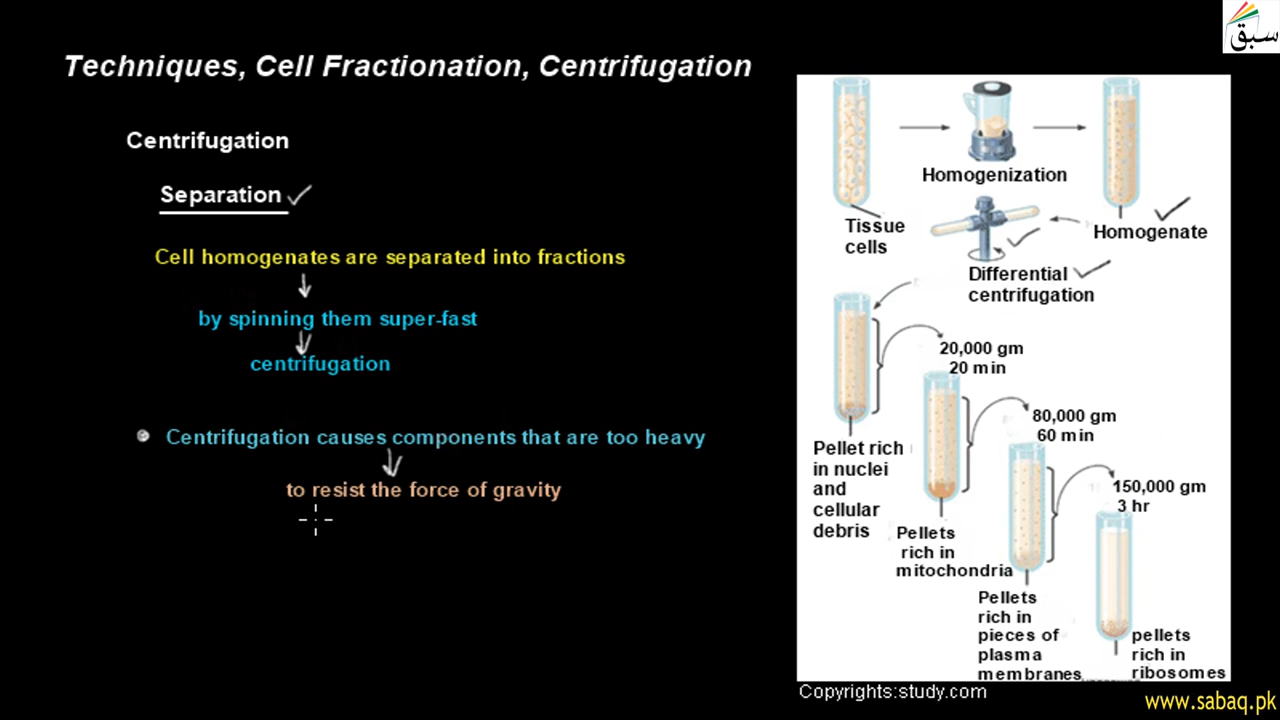 سبق
Techniques, Cell Fractionation, Centrifugation
Centrifugation
Separation
Cell homogenates are separated into fractions
by spinning them super-fast
centrifugation
Centrifugation causes components that are too heavy
to resist the force of gravity
Homogenization
Tissue
cells
Homogenate
Differential
centrifugation
20,000 gm
20 min
80,000 gm
60 min
Pellet rich
in nuclei
and
cellular
debris
150,000 gm
3 hr
Pellets
rich in
mitochondria
Pellets
rich in
pieces of
plasma
membranes
pellets
rich in
ribosomes
Copyrights:study.com
www.sabaq.pk